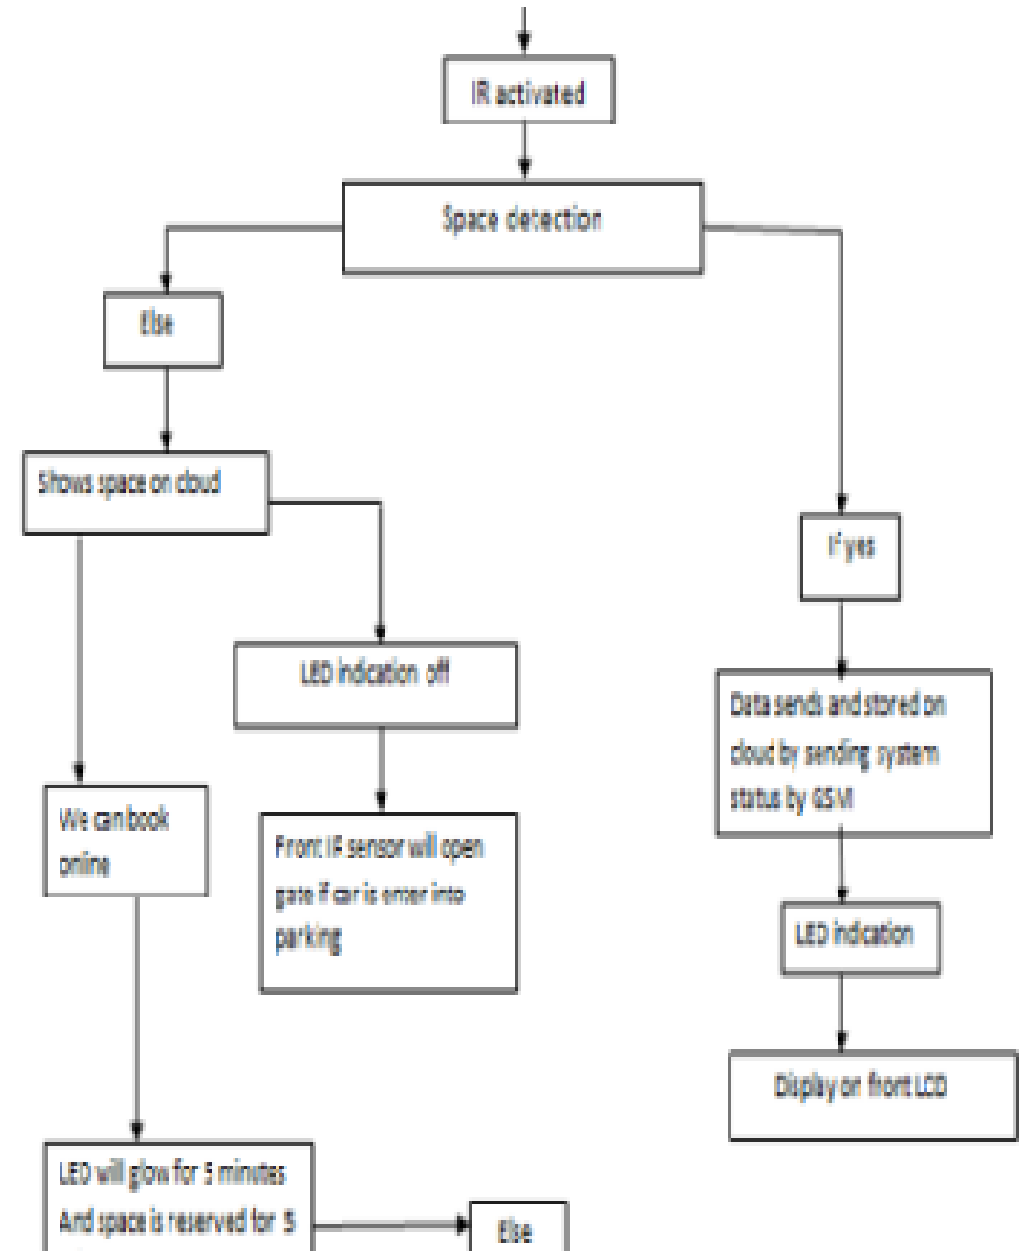 IR activated
Space detection
Else
Shows space on cloud
If yes
LED indication off
Data sends and stored on
cloud by sending system
status by GSM
We can book
online
Front IR sensor will open
gate if car is enter into
parking
LED indication
Display on front LCD
LED will glow for 5 minutes
And space is reserved for 5
Else